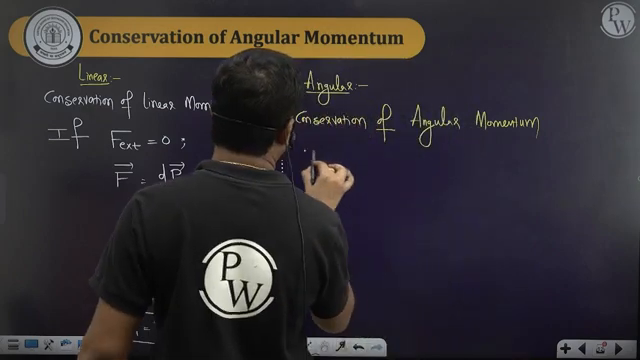 Conservation of Angular Momentum
PW
Linear:-
Conservation of linear Mom
If Fext = 0 ;
F = dP
Angular:-
Conservation of Angular Momentum
PW